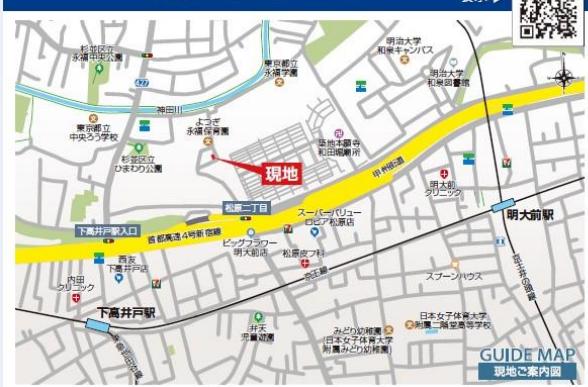 杉並区立
永福中央公園
東京都立
永福学園
明治大学
和泉キャンパス
明治大学
和泉図書館
427
神田川
東京都立
中央ろう学校
よつぎ
永福保育園
築地本願寺
和田堀廟所
杉並区立
ひまわり公園
現地
甲州街道
明大前
クリニック
松原二丁目
スーパーバリュー
ロピア松原店
明大前駅
下高井戸駅入口
首都高速4号新宿線
ビッグフラワー
明大前店
松原皮フ科
西友
下高井戸店
京王線
スプーンハウス
京王井の頭線
内田
クリニック
下高井戸駅
弁天
児童遊園
みどり幼稚園
(日本女子体育大学
附属みどり幼稚園)
日本女子体育大学
附属二階堂高等学校
GUIDE MAP
現地ご案内図